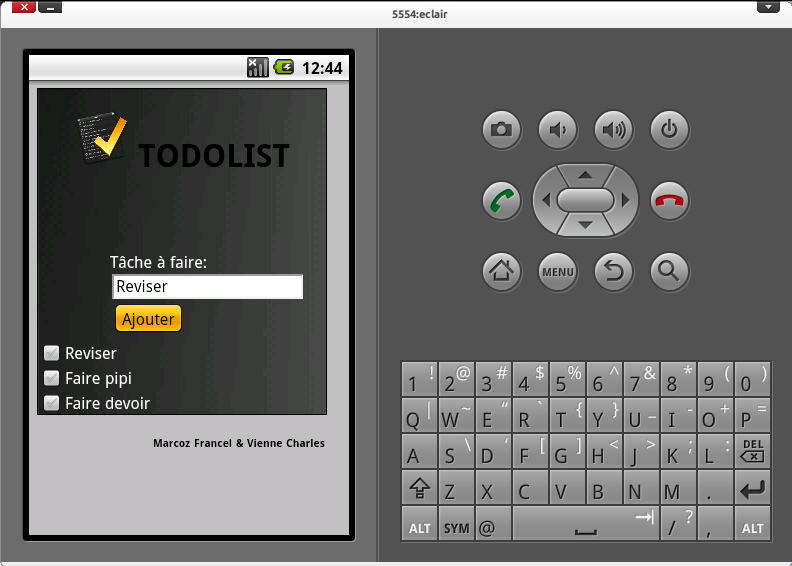 5554:eclair
12:44
TODOLIST
Tâche à faire:
Reviser
Ajouter
Reviser
Faire pipi
Faire devoir
Marcoz Francel & Vienne Charles
MENU
1 ! 2 @ 3 # 4 $ 5 % 6 ^ 7 & 8 * 9 ( 0 )
Q | W ~ E “ R ` T { Y } U _ I - O + P =
A S \ D ‘ F [ G ] H < J > K ; L : DEL
Z X C V B N M .
ALT SYM @ / ? , ALT